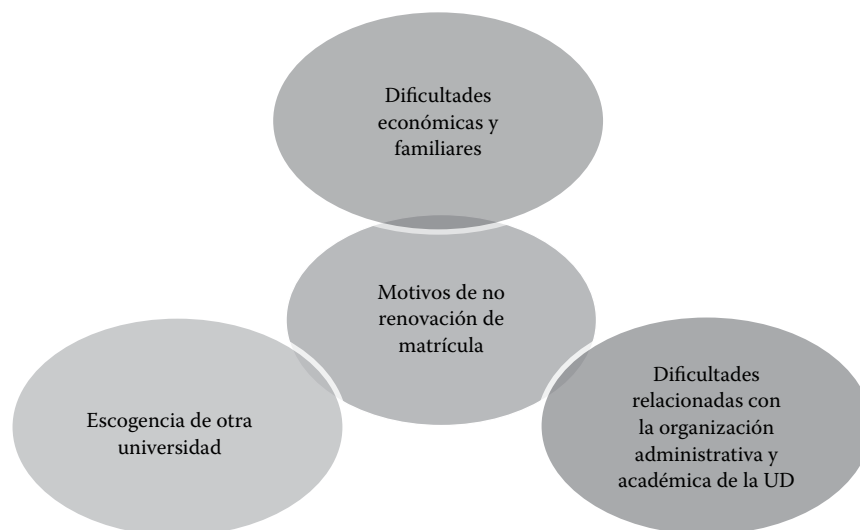 Dificultades
económicas y
familiares
Motivos de no
renovación de
matrícula
Escogencia de otra
universidad
Dificultades
relacionadas con
la organización
administrativa y
académica de la UD